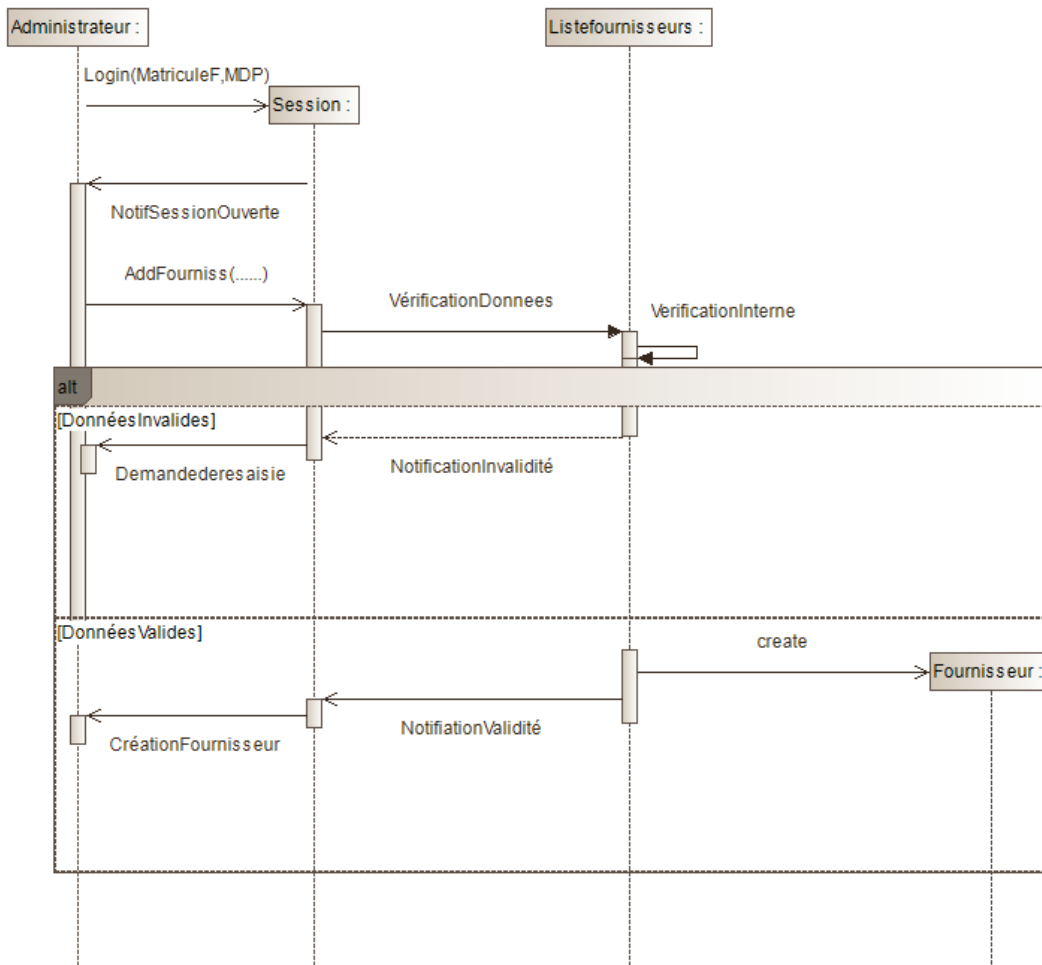 Administrateur :
Listefournisseurs :
Login(MatriculeF,MDP)
Session :
NotifSessionOuverte
AddFourniss(......)
VérificationDonnees
VerificationInterne
alt
[DonnéesInvalides]
NotificationInvalidité
Demandederesaisie
[DonnéesValides]
create
Fournisseur :
NotifiationValidité
CréationFournisseur